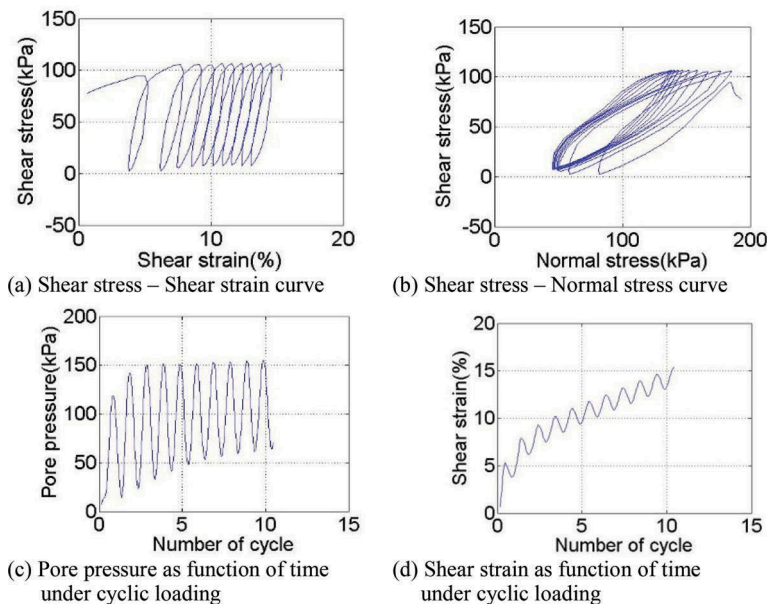 150
100
50
0
-50
0
10
20
Shear stress(kPa)
Shear strain(%)
(a) Shear stress – Shear strain curve
150
100
50
0
-50
100
200
Shear stress(kPa)
Normal stress(kPa)
(b) Shear stress – Normal stress curve
200
150
100
50
0
0
5
10
15
Pore pressure(kPa)
Number of cycle
(c) Pore pressure as function of time
under cyclic loading
20
15
10
5
0
0
5
10
15
Shear strain(%)
Number of cycle
(d) Shear strain as function of time
under cyclic loading